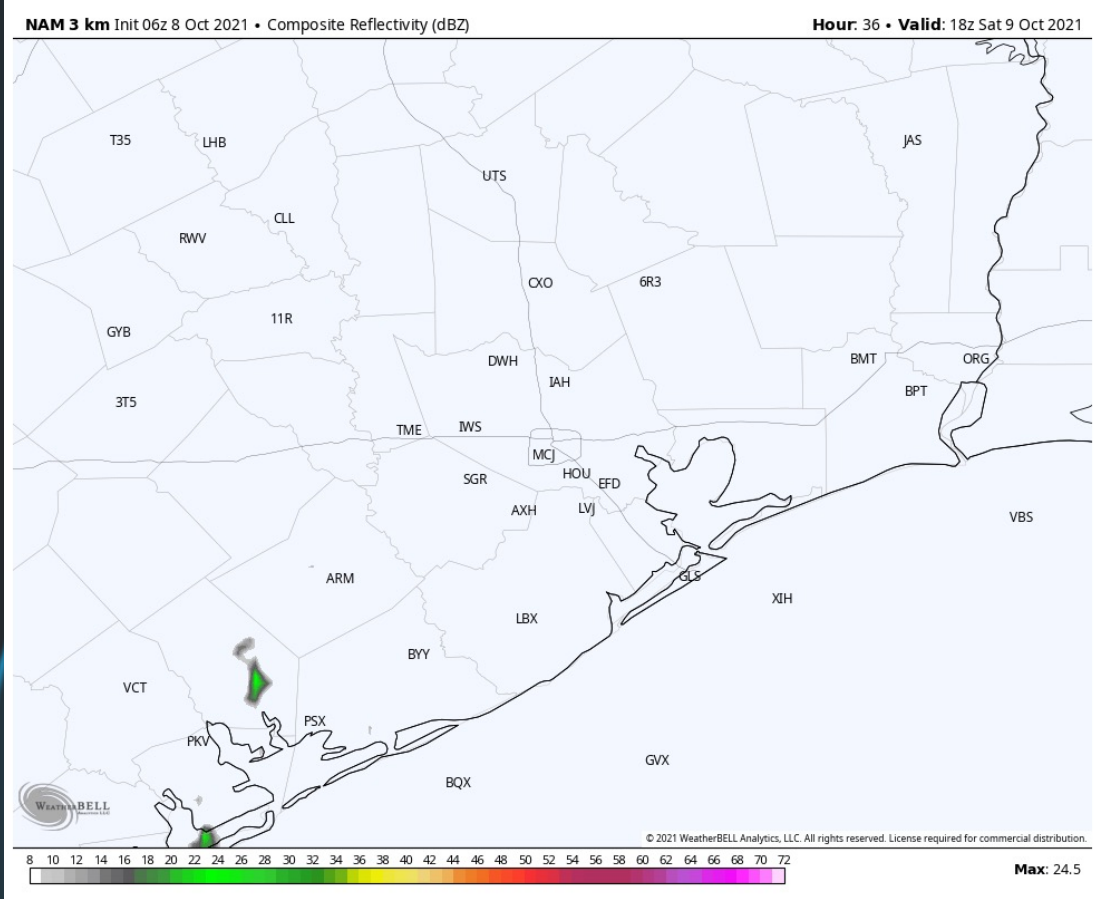 NAM 3 km Init 06z 8 Oct 2021 • Composite Reflectivity (dBZ) Hour: 36 • Valid: 18z Sat 9 Oct 2021
T35 LHB JAS
UTS
CLL
RWV
CXO 6R3
11R
GYB
DWH BMT ORG
IAH
BPT
3T5
TME IWS
MCJ
SGR HOU
EFD
AXH LVJ
VBS
ARM GLS
XIH
LBX
BYY
VCT
PSX
PKV
GVX
BQX
WEATHERBELL
Analytics LLC
© 2021 WeatherBELL Analytics, LLC. All rights reserved. License required for commercial distribution.
8 10 12 14 16 18 20 22 24 26 28 30 32 34 36 38 40 42 44 46 48 50 52 54 56 58 60 62 64 66 68 70 72
Max: 24.5